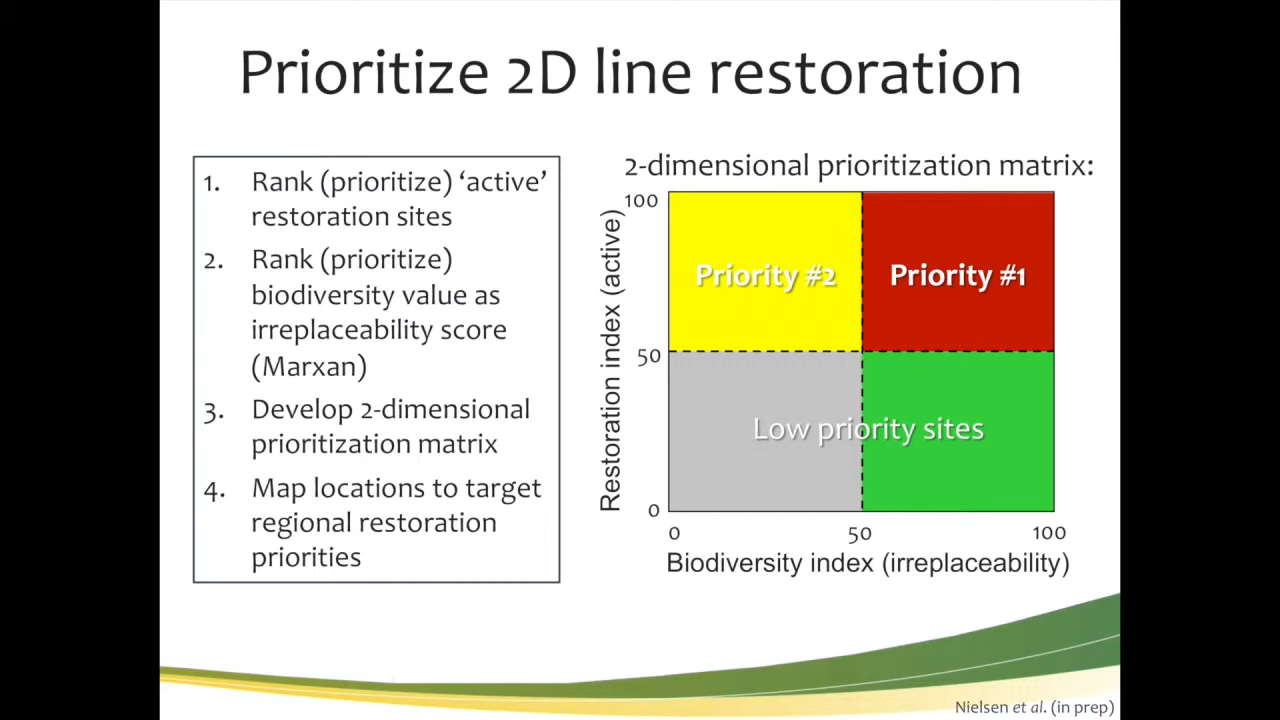 Prioritize 2D line restoration
1. Rank (prioritize) ‘active’
restoration sites
2. Rank (prioritize)
biodiversity value as
irreplaceability score
(Marxan)
3. Develop 2-dimensional
prioritization matrix
4. Map locations to target
regional restoration
priorities
2-dimensional prioritization matrix:
Restoration index (active)
100
50
0
Priority #2
Priority #1
Low priority sites
0 50 100
Biodiversity index (irreplaceability)
Nielsen et al. (in prep)